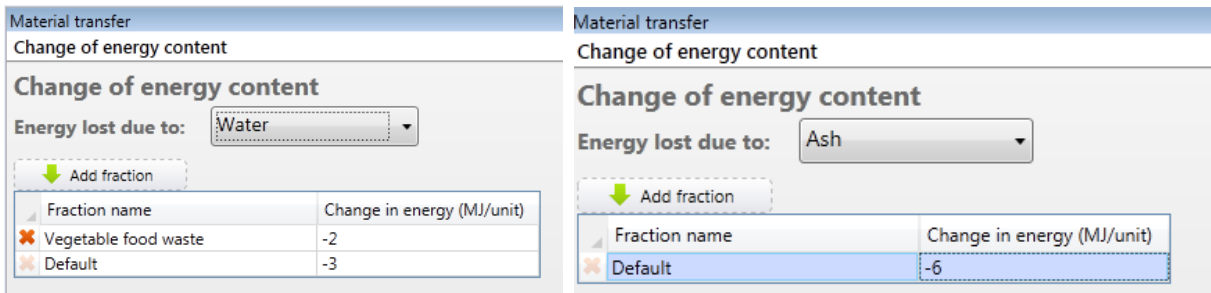 Material transfer
Change of energy content
Change of energy content
Energy lost due to: Water
Add fraction
Fraction name Change in energy (MJ/unit)
Vegetable food waste -2
Default -3
Material transfer
Change of energy content
Change of energy content
Energy lost due to: Ash
Add fraction
Fraction name Change in energy (MJ/unit)
Default -6